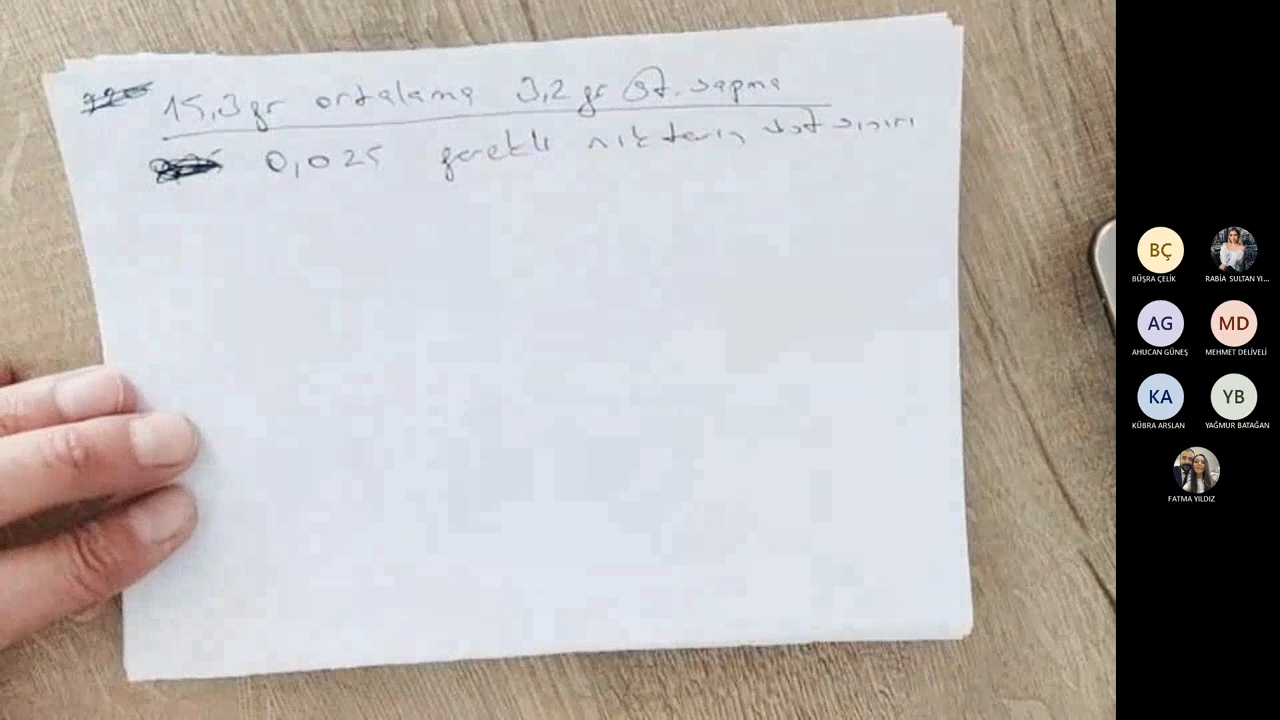 15,3 gr ortalama 3,2 gr st. sapma
0,025 gerekli miktarın üst sınırı
BÇ
BÜŞRA ÇELİK
RABİA SULTAN YI...
AG
AHUCAN GÜNEŞ
MD
MEHMET DELİVELİ
KA
KÜBRA ARSLAN
YB
YAĞMUR BATAĞAN
FATMA YILDIZ